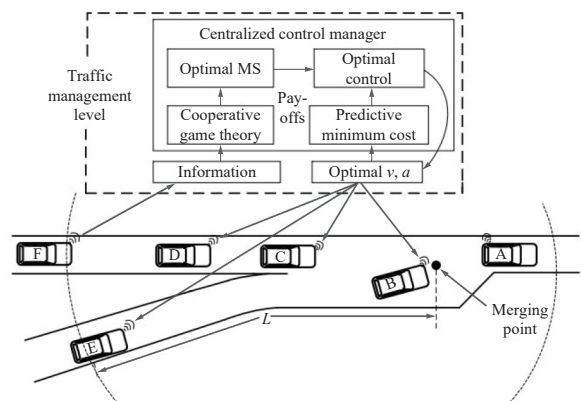 Centralized control manager
Traffic
management
level
Optimal MS
Optimal
control
Pay-
offs
Cooperative
game theory
Predictive
minimum cost
Information
Optimal v, a
F
D
C
A
B
Merging
point
L
E